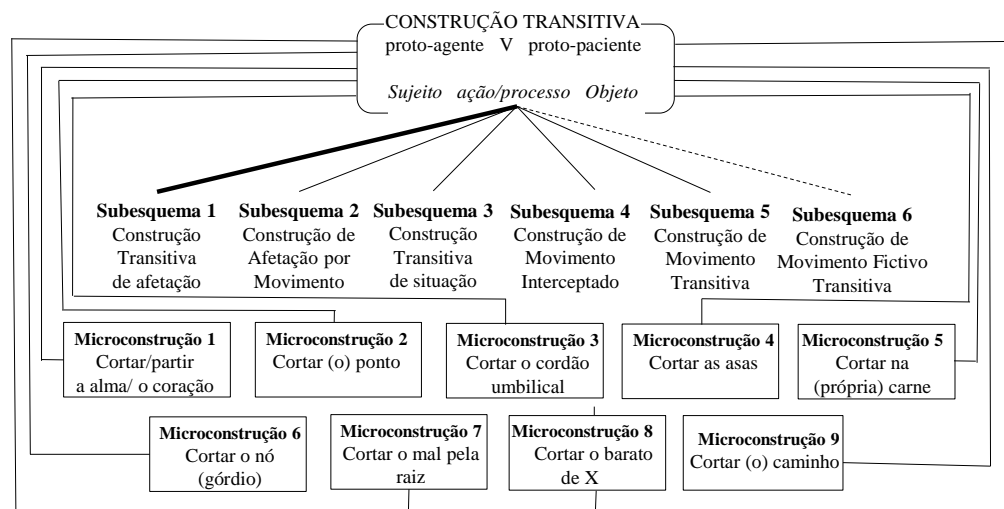 CONSTRUÇÃO TRANSITIVA
proto-agente V proto-paciente
Sujeito ação/processo Objeto
Subesquema 1
Construção
Transitiva
de afetação
Subesquema 2
Construção de
Afetação por
Movimento
Subesquema 3
Construção
Transitiva
de situação
Subesquema 4
Construção de
Movimento
Interceptado
Subesquema 5
Construção de
Movimento
Transitiva
Subesquema 6
Construção de
Movimento Fictivo
Transitiva
Microconstrução 1
Cortar/partir
a alma/ o coração
Microconstrução 2
Cortar (o) ponto
Microconstrução 3
Cortar o cordão
umbilical
Microconstrução 4
Cortar as asas
Microconstrução 5
Cortar na
(própria) carne
Microconstrução 6
Cortar o nó
(górdio)
Microconstrução 7
Cortar o mal pela
raiz
Microconstrução 8
Cortar o barato
de X
Microconstrução 9
Cortar (o) caminho